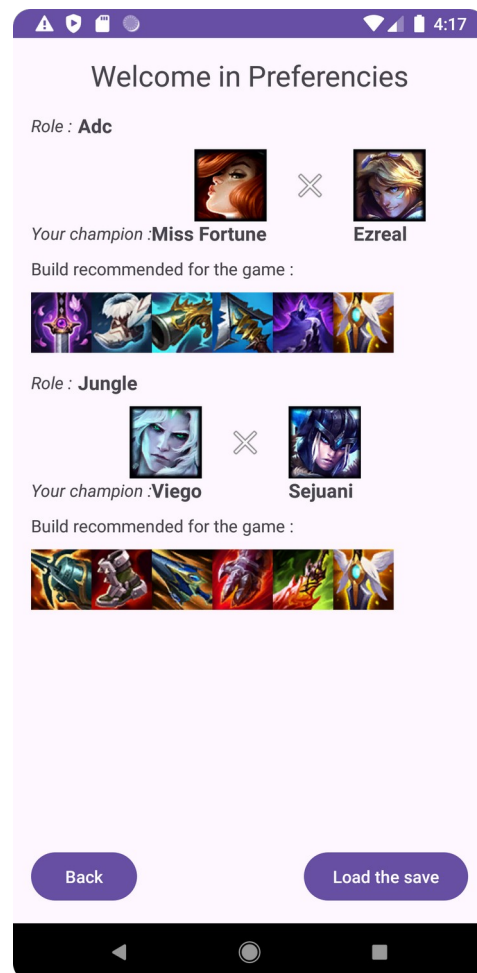 4:17
Welcome in Preferencies
Role : Adc
Your champion :Miss Fortune Ezreal
Build recommended for the game :
Role : Jungle
Your champion :Viego Sejuani
Build recommended for the game :
Back Load the save